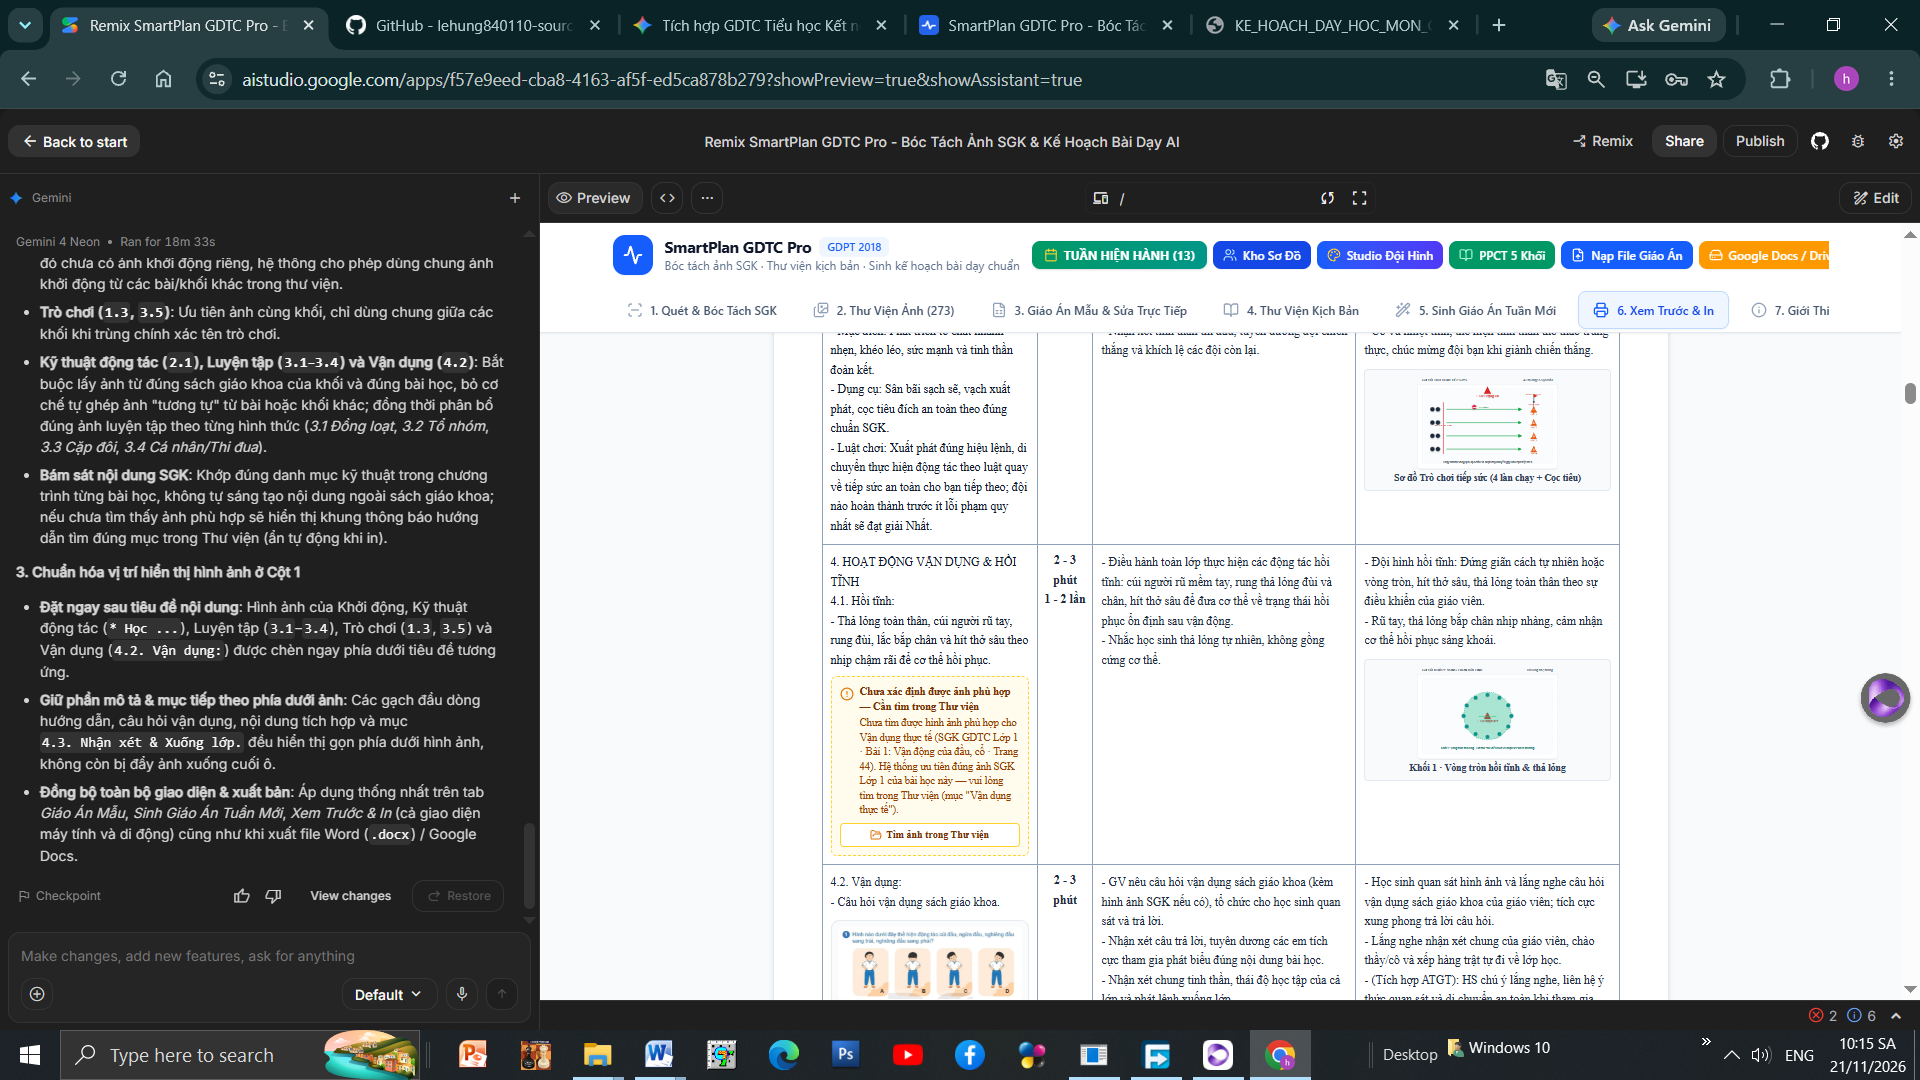 Remix SmartPlan GDTC Pro - B
GitHub - lehung840110-sourc
Tích hợp GDTC Tiểu học Kết n
SmartPlan GDTC Pro - Bóc Tác
KE_HOACH_DAY_HOC_MON_
Ask Gemini
aistudio.google.com/apps/f57e9eed-cba8-4163-af5f-ed5ca878b279?showPreview=true&showAssistant=true
h
Back to start
Remix SmartPlan GDTC Pro - Bóc Tách Ảnh SGK & Kế Hoạch Bài Dạy AI
Remix
Share
Publish
Gemini
Preview
/
Edit
Gemini 4 Neon • Ran for 18m 33s
đó chưa có ảnh khởi động riêng, hệ thống cho phép dùng chung ảnh
khởi động từ các bài/khối khác trong thư viện.
• Trò chơi (1.3, 3.5): Ưu tiên ảnh cùng khối, chỉ dùng chung giữa các
khối khi trùng chính xác tên trò chơi.
• Kỹ thuật động tác (2.1), Luyện tập (3.1–3.4) và Vận dụng (4.2): Bắt
buộc lấy ảnh từ đúng sách giáo khoa của khối và đúng bài học, bỏ cơ
chế tự ghép ảnh "tương tự" từ bài hoặc khối khác; đồng thời phân bổ
đúng ảnh luyện tập theo từng hình thức (3.1 Đồng loạt, 3.2 Tổ nhóm,
3.3 Cặp đôi, 3.4 Cá nhân/Thi đua).
• Bám sát nội dung SGK: Khớp đúng danh mục kỹ thuật trong chương
trình từng bài học, không tự sáng tạo nội dung ngoài sách giáo khoa;
nếu chưa tìm thấy ảnh phù hợp sẽ hiển thị khung thông báo hướng
dẫn tìm đúng mục trong Thư viện (ẩn tự động khi in).
3. Chuẩn hóa vị trí hiển thị hình ảnh ở Cột 1
• Đặt ngay sau tiêu đề nội dung: Hình ảnh của Khởi động, Kỹ thuật
động tác (* Học ...), Luyện tập (3.1–3.4), Trò chơi (1.3, 3.5) và
Vận dụng (4.2. Vận dụng:) được chèn ngay phía dưới tiêu đề tương
ứng.
• Giữ phần mô tả & mục tiếp theo phía dưới ảnh: Các gạch đầu dòng
hướng dẫn, câu hỏi vận dụng, nội dung tích hợp và mục
4.3. Nhận xét & Xuống lớp. đều hiển thị gọn phía dưới hình ảnh,
không còn bị đẩy ảnh xuống cuối ô.
• Đồng bộ toàn bộ giao diện & xuất bản: Áp dụng thống nhất trên tab
Giáo Án Mẫu, Sinh Giáo Án Tuần Mới, Xem Trước & In (cả giao diện
máy tính và di động) cũng như khi xuất file Word (.docx) / Google
Docs.
Checkpoint
View changes
Restore
Make changes, add new features, ask for anything
Default
SmartPlan GDTC Pro
GDPT 2018
Bóc tách ảnh SGK · Thư viện kịch bản · Sinh kế hoạch bài dạy chuẩn
TUẦN HIỆN HÀNH (13)
Kho Sơ Đồ
Studio Đội Hình
PPCT 5 Khối
Nạp File Giáo Án
Google Docs / Driv
1. Quét & Bóc Tách SGK
2. Thư Viện Ảnh (273)
3. Giáo Án Mẫu & Sửa Trực Tiếp
4. Thư Viện Kịch Bản
5. Sinh Giáo Án Tuần Mới
6. Xem Trước & In
7. Giới Thi
nhẹn, khéo léo, sức mạnh và tinh thần
đoàn kết.
- Dụng cụ: Sân bãi sạch sẽ, vạch xuất
phát, cọc tiêu đích an toàn theo đúng
chuẩn SGK.
- Luật chơi: Xuất phát đúng hiệu lệnh, di
chuyển thực hiện động tác theo luật quay
về tiếp sức an toàn cho bạn tiếp theo; đội
nào hoàn thành trước ít lỗi phạm quy
nhất sẽ đạt giải Nhất.
thắng và khích lệ các đội còn lại.
thực, chúc mừng đội bạn khi giành chiến thắng.
Sơ đồ Trò chơi tiếp sức (4 làn chạy + Cọc tiêu)
4. HOẠT ĐỘNG VẬN DỤNG & HỒI
TĨNH
4.1. Hồi tĩnh:
- Thả lỏng toàn thân, cúi người rũ tay,
rung đùi, lắc bắp chân và hít thở sâu theo
nhịp chậm rãi để cơ thể hồi phục.
Chưa xác định được ảnh phù hợp
— Cần tìm trong Thư viện
Chưa tìm được hình ảnh phù hợp cho
Vận dụng thực tế (SGK GDTC Lớp 1
· Bài 1: Vận động của đầu, cổ · Trang
44). Hệ thống ưu tiên đúng ảnh SGK
Lớp 1 của bài học này — vui lòng
tìm trong Thư viện (mục "Vận dụng
thực tế").
Tìm ảnh trong Thư viện
2 - 3
phút
1 - 2 lần
- Điều hành toàn lớp thực hiện các động tác hồi
tĩnh: cúi người rũ mềm tay, rung thả lỏng đùi và
chân, hít thở sâu để đưa cơ thể về trạng thái hồi
phục ổn định sau vận động.
- Nhắc học sinh thả lỏng tự nhiên, không gồng
cứng cơ thể.
- Đội hình hồi tĩnh: Đứng giãn cách tự nhiên hoặc
vòng tròn, hít thở sâu, thả lỏng toàn thân theo sự
điều khiển của giáo viên.
- Rũ tay, thả lỏng bắp chân nhịp nhàng, cảm nhận
cơ thể hồi phục sảng khoái.
Khối 1 · Vòng tròn hồi tĩnh & thả lỏng
4.2. Vận dụng:
- Câu hỏi vận dụng sách giáo khoa.
A
B
C
D
2 - 3
phút
- GV nêu câu hỏi vận dụng sách giáo khoa (kèm
hình ảnh SGK nếu có), tổ chức cho học sinh quan
sát và trả lời.
- Nhận xét câu trả lời, tuyên dương các em tích
cực tham gia phát biểu đúng nội dung bài học.
- Nhận xét chung tinh thần, thái độ học tập của cả
lớp và phát lệnh xuống lớp.
- Học sinh quan sát hình ảnh và lắng nghe câu hỏi
vận dụng sách giáo khoa của giáo viên; tích cực
xung phong trả lời câu hỏi.
- Lắng nghe nhận xét chung của giáo viên, chào
thầy/cô và xếp hàng trật tự đi về lớp học.
- (Tích hợp ATGT): HS chú ý lắng nghe, liên hệ ý
thức quan sát và di chuyển an toàn khi tham gia
2
6
Type here to search
Desktop
Windows 10
ENG
10:15 SA
21/11/2026